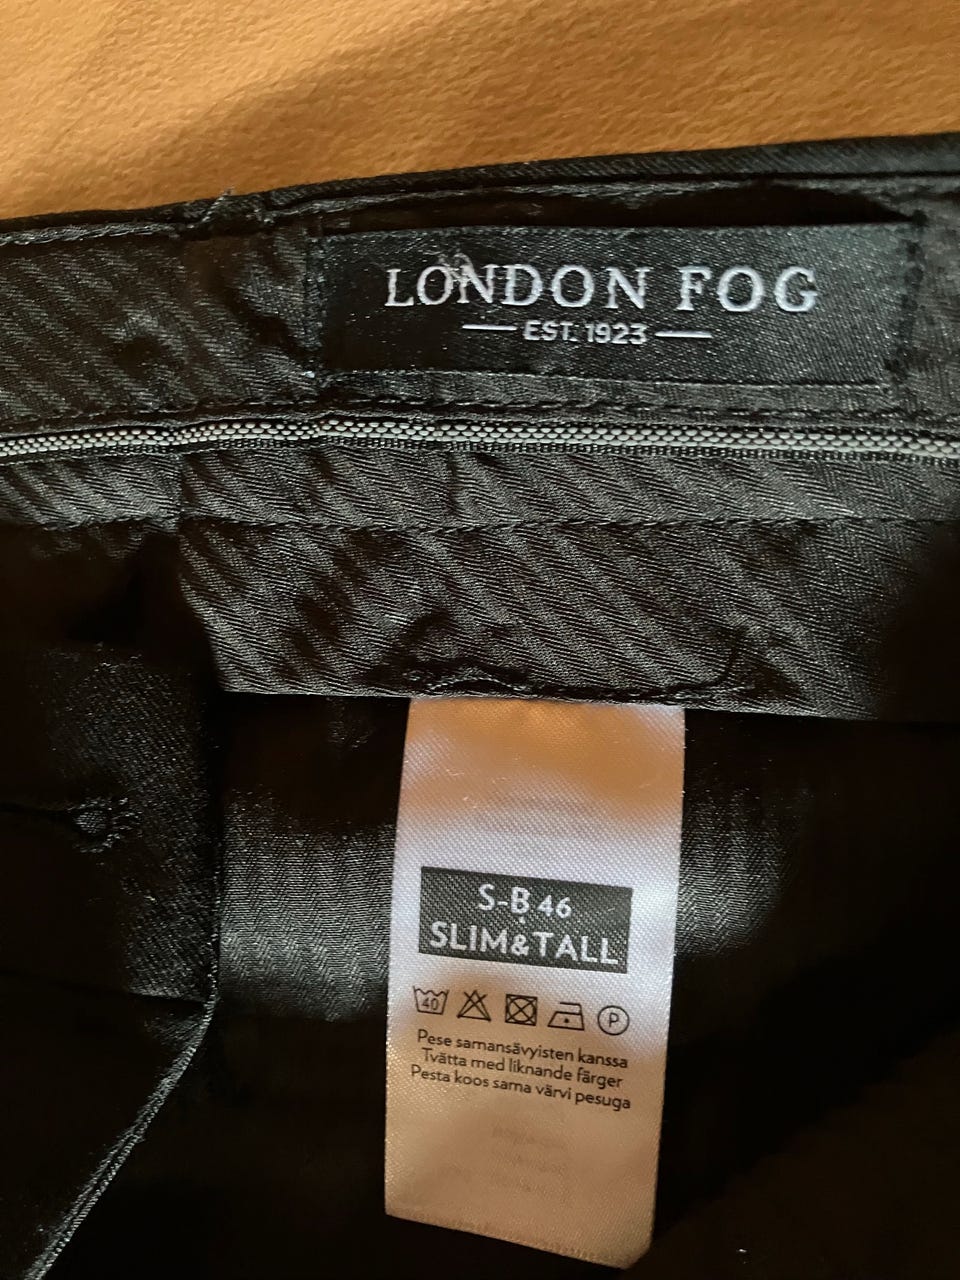 LONDON FOG
EST. 1923
S-B 46
SLIM&TALL
40
P
Pese samansävyisten kanssa
Tvätta med liknande färger
Pesta koos sama värvi pesuga